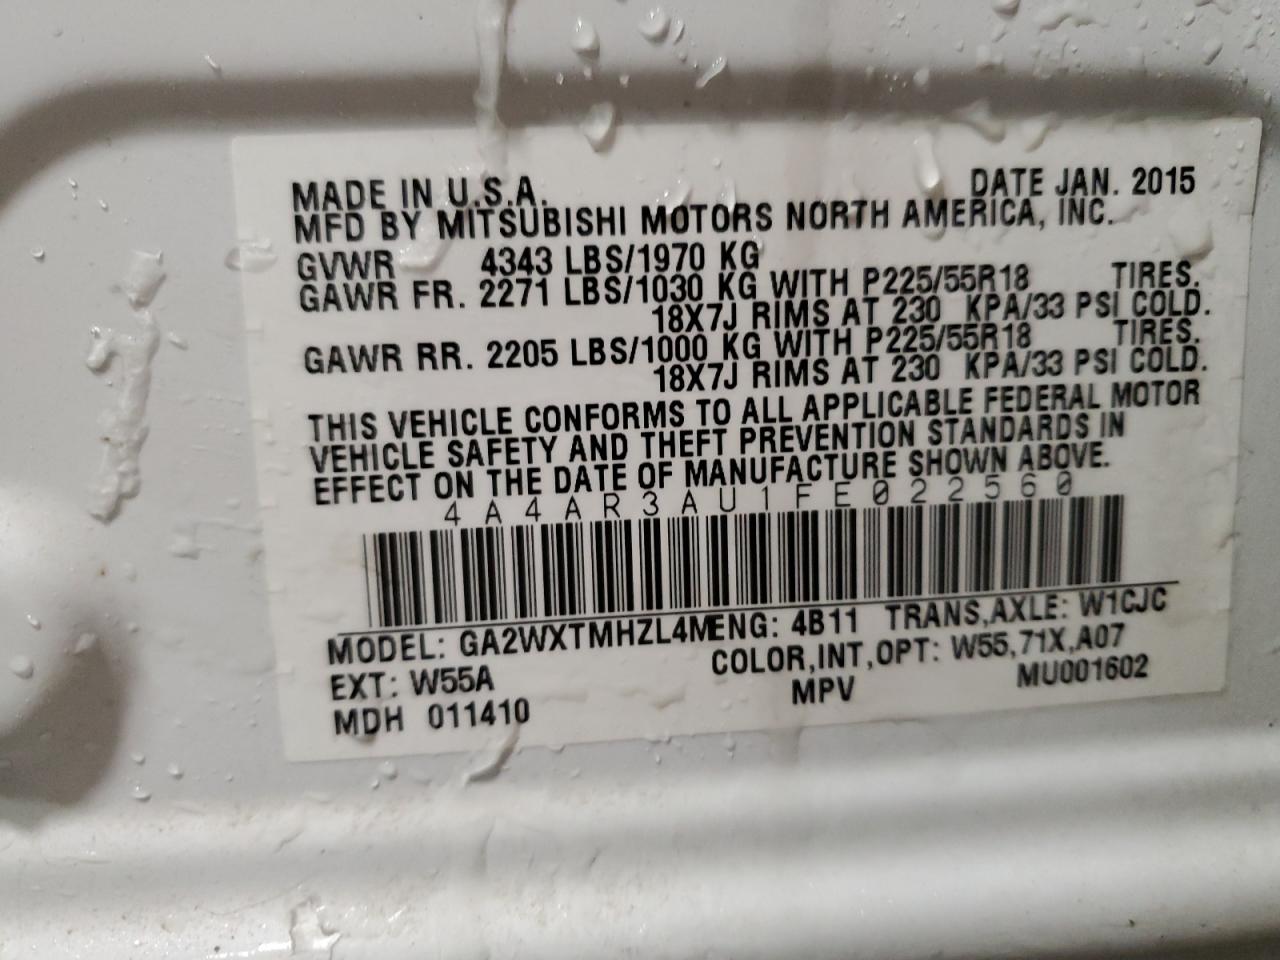 MADE IN U.S.A. DATE JAN. 2015
MFD BY MITSUBISHI MOTORS NORTH AMERICA, INC.
GVWR 4343 LBS/1970 KG
GAWR FR. 2271 LBS/1030 KG WITH P225/55R18 TIRES.
18X7J RIMS AT 230 KPA/33 PSI COLD.
GAWR RR. 2205 LBS/1000 KG WITH P225/55R18 TIRES.
18X7J RIMS AT 230 KPA/33 PSI COLD.
THIS VEHICLE CONFORMS TO ALL APPLICABLE FEDERAL MOTOR
VEHICLE SAFETY AND THEFT PREVENTION STANDARDS IN
EFFECT ON THE DATE OF MANUFACTURE SHOWN ABOVE.
4A4AR3AU1FE022560
MODEL: GA2WXTMHZL4M ENG: 4B11 TRANS,AXLE: W1CJC
EXT: W55A COLOR,INT,OPT: W55,71X,A07
MDH 011410 MPV MU001602